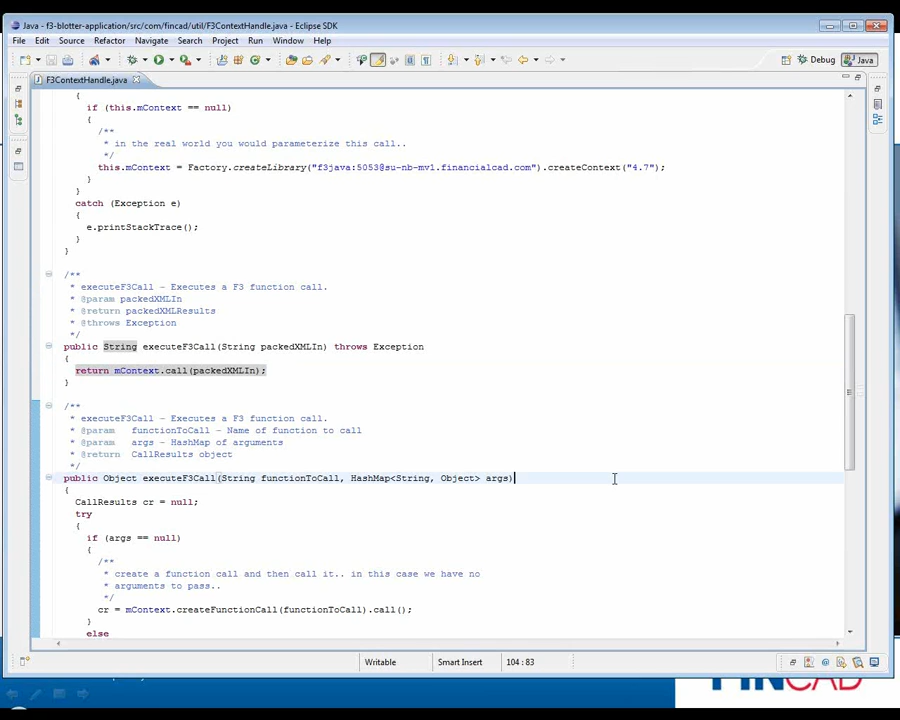 Java - f3-blotter-application/src/com/fincad/util/F3ContextHandle.java - Eclipse SDK
File Edit Source Refactor Navigate Search Project Run Window Help
Debug Java
F3ContextHandle.java
{
if (this.mContext == null)
{
/**
* in the real world you would parameterize this call..
*/
this.mContext = Factory.createLibrary("f3java:5053@su-nb-mv1.financialcad.com").createContext("4.7");
}
}
catch (Exception e)
{
e.printStackTrace();
}
}
/**
* executeF3Call - Executes a F3 function call.
* @param packedXMLIn
* @return packedXMLResults
* @throws Exception
*/
public String executeF3Call(String packedXMLIn) throws Exception
{
return mContext.call(packedXMLIn);
}
/**
* executeF3Call - Executes a F3 function call.
* @param functionToCall - Name of function to call
* @param args - HashMap of arguments
* @return CallResults object
*/
public Object executeF3Call(String functionToCall, HashMap<String, Object> args)
{
CallResults cr = null;
try
{
if (args == null)
{
/**
* create a function call and then call it.. in this case we have no
* arguments to pass..
*/
cr = mContext.createFunctionCall(functionToCall).call();
}
else
Writable Smart Insert 104 : 83
FINCAD